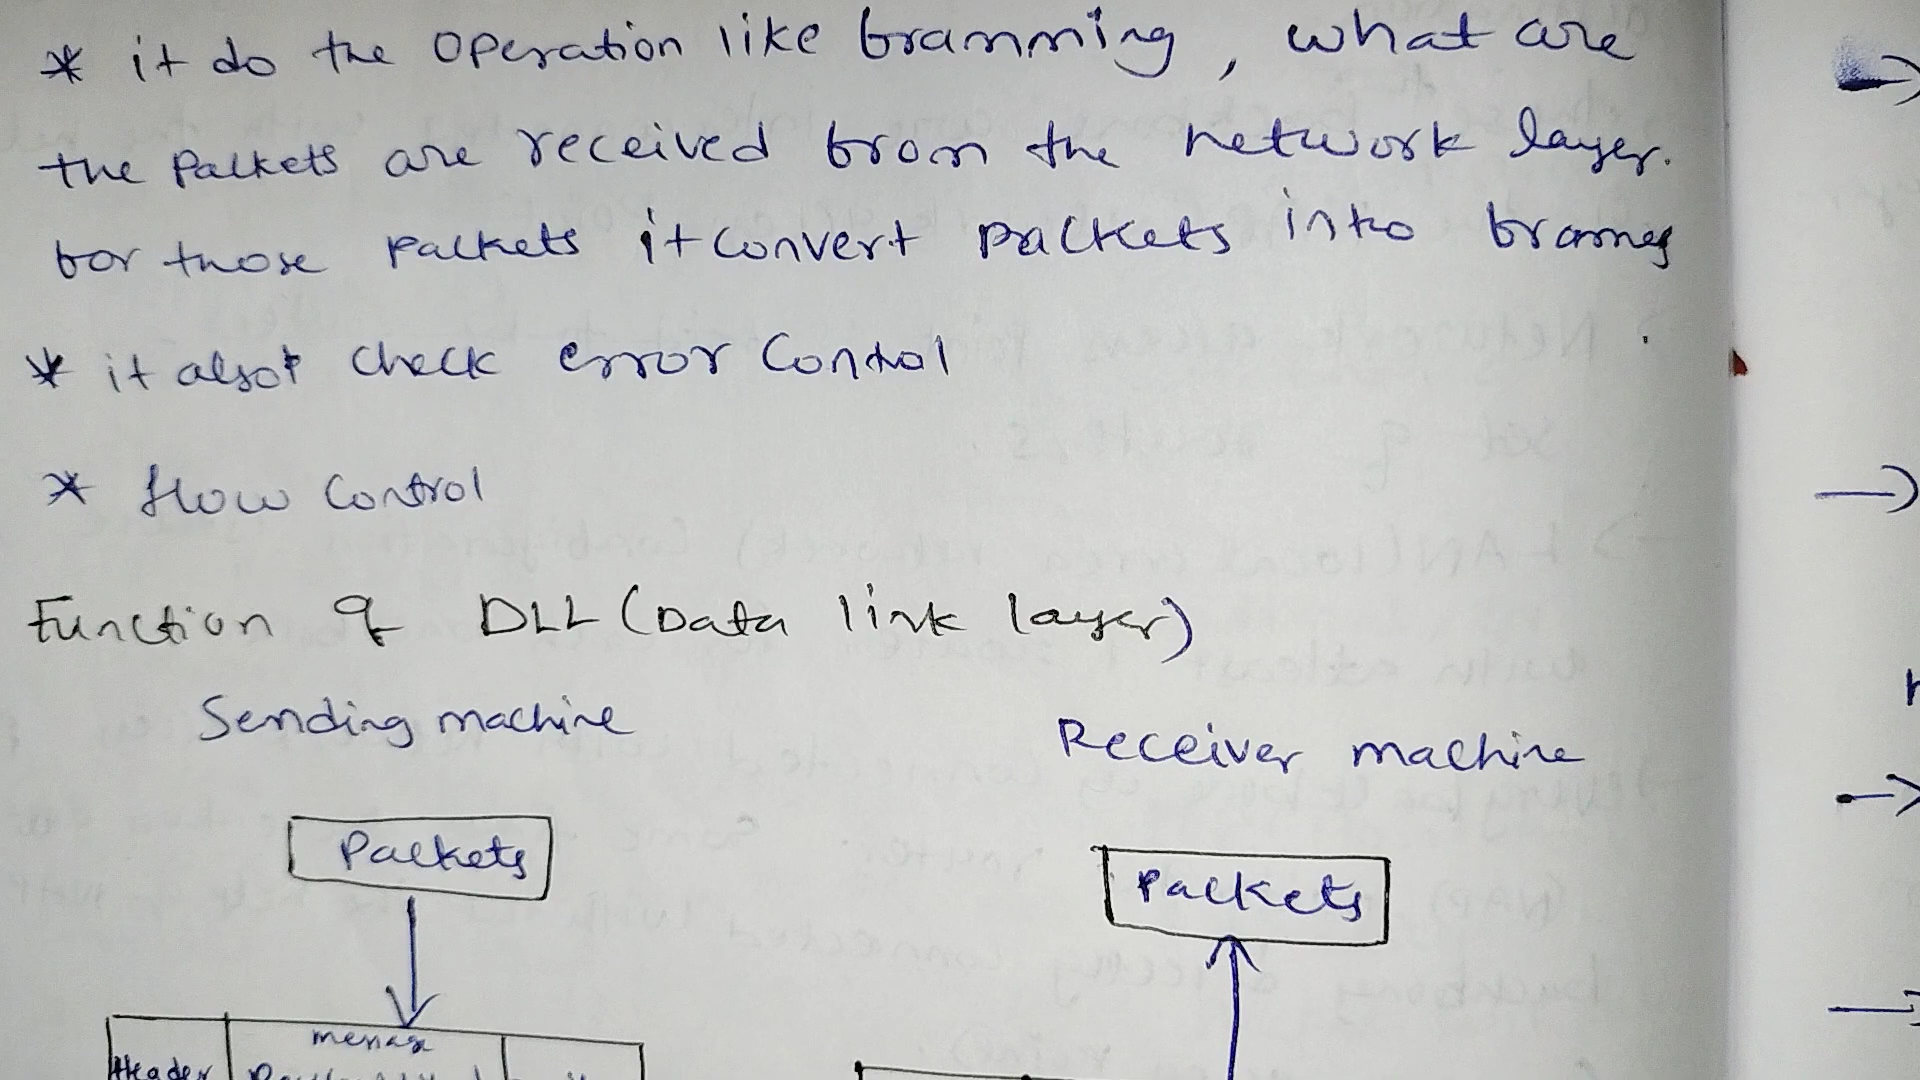 * it do the operation like framming, what are
the Packets are received from the network layer.
for those packets it convert packets into frames
* it also check error Control
* flow Control
Function of DLL (Data link layer)
Sending machine
Receiver machine
Packets
Packets
Header
messag